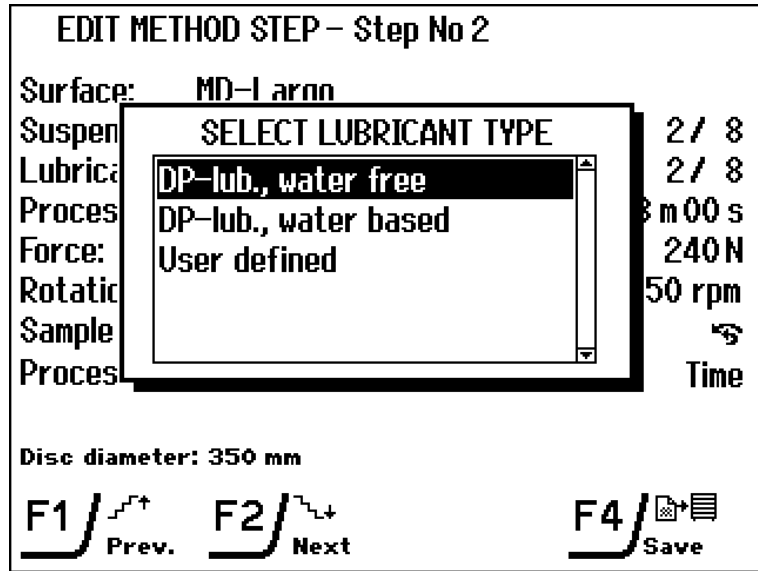 EDIT METHOD STEP – Step No 2
Surface: MD–Largo
SELECT LUBRICANT TYPE
DP–lub., water free
DP–lub., water based
User defined
Suspen 2/ 8
Lubrica 2/ 8
Proces m 00 s
Force: 240 N
Rotatio 50 rpm
Sample
Proces Time
Disc diameter: 350 mm
F1 Prev.
F2 Next
F4 Save